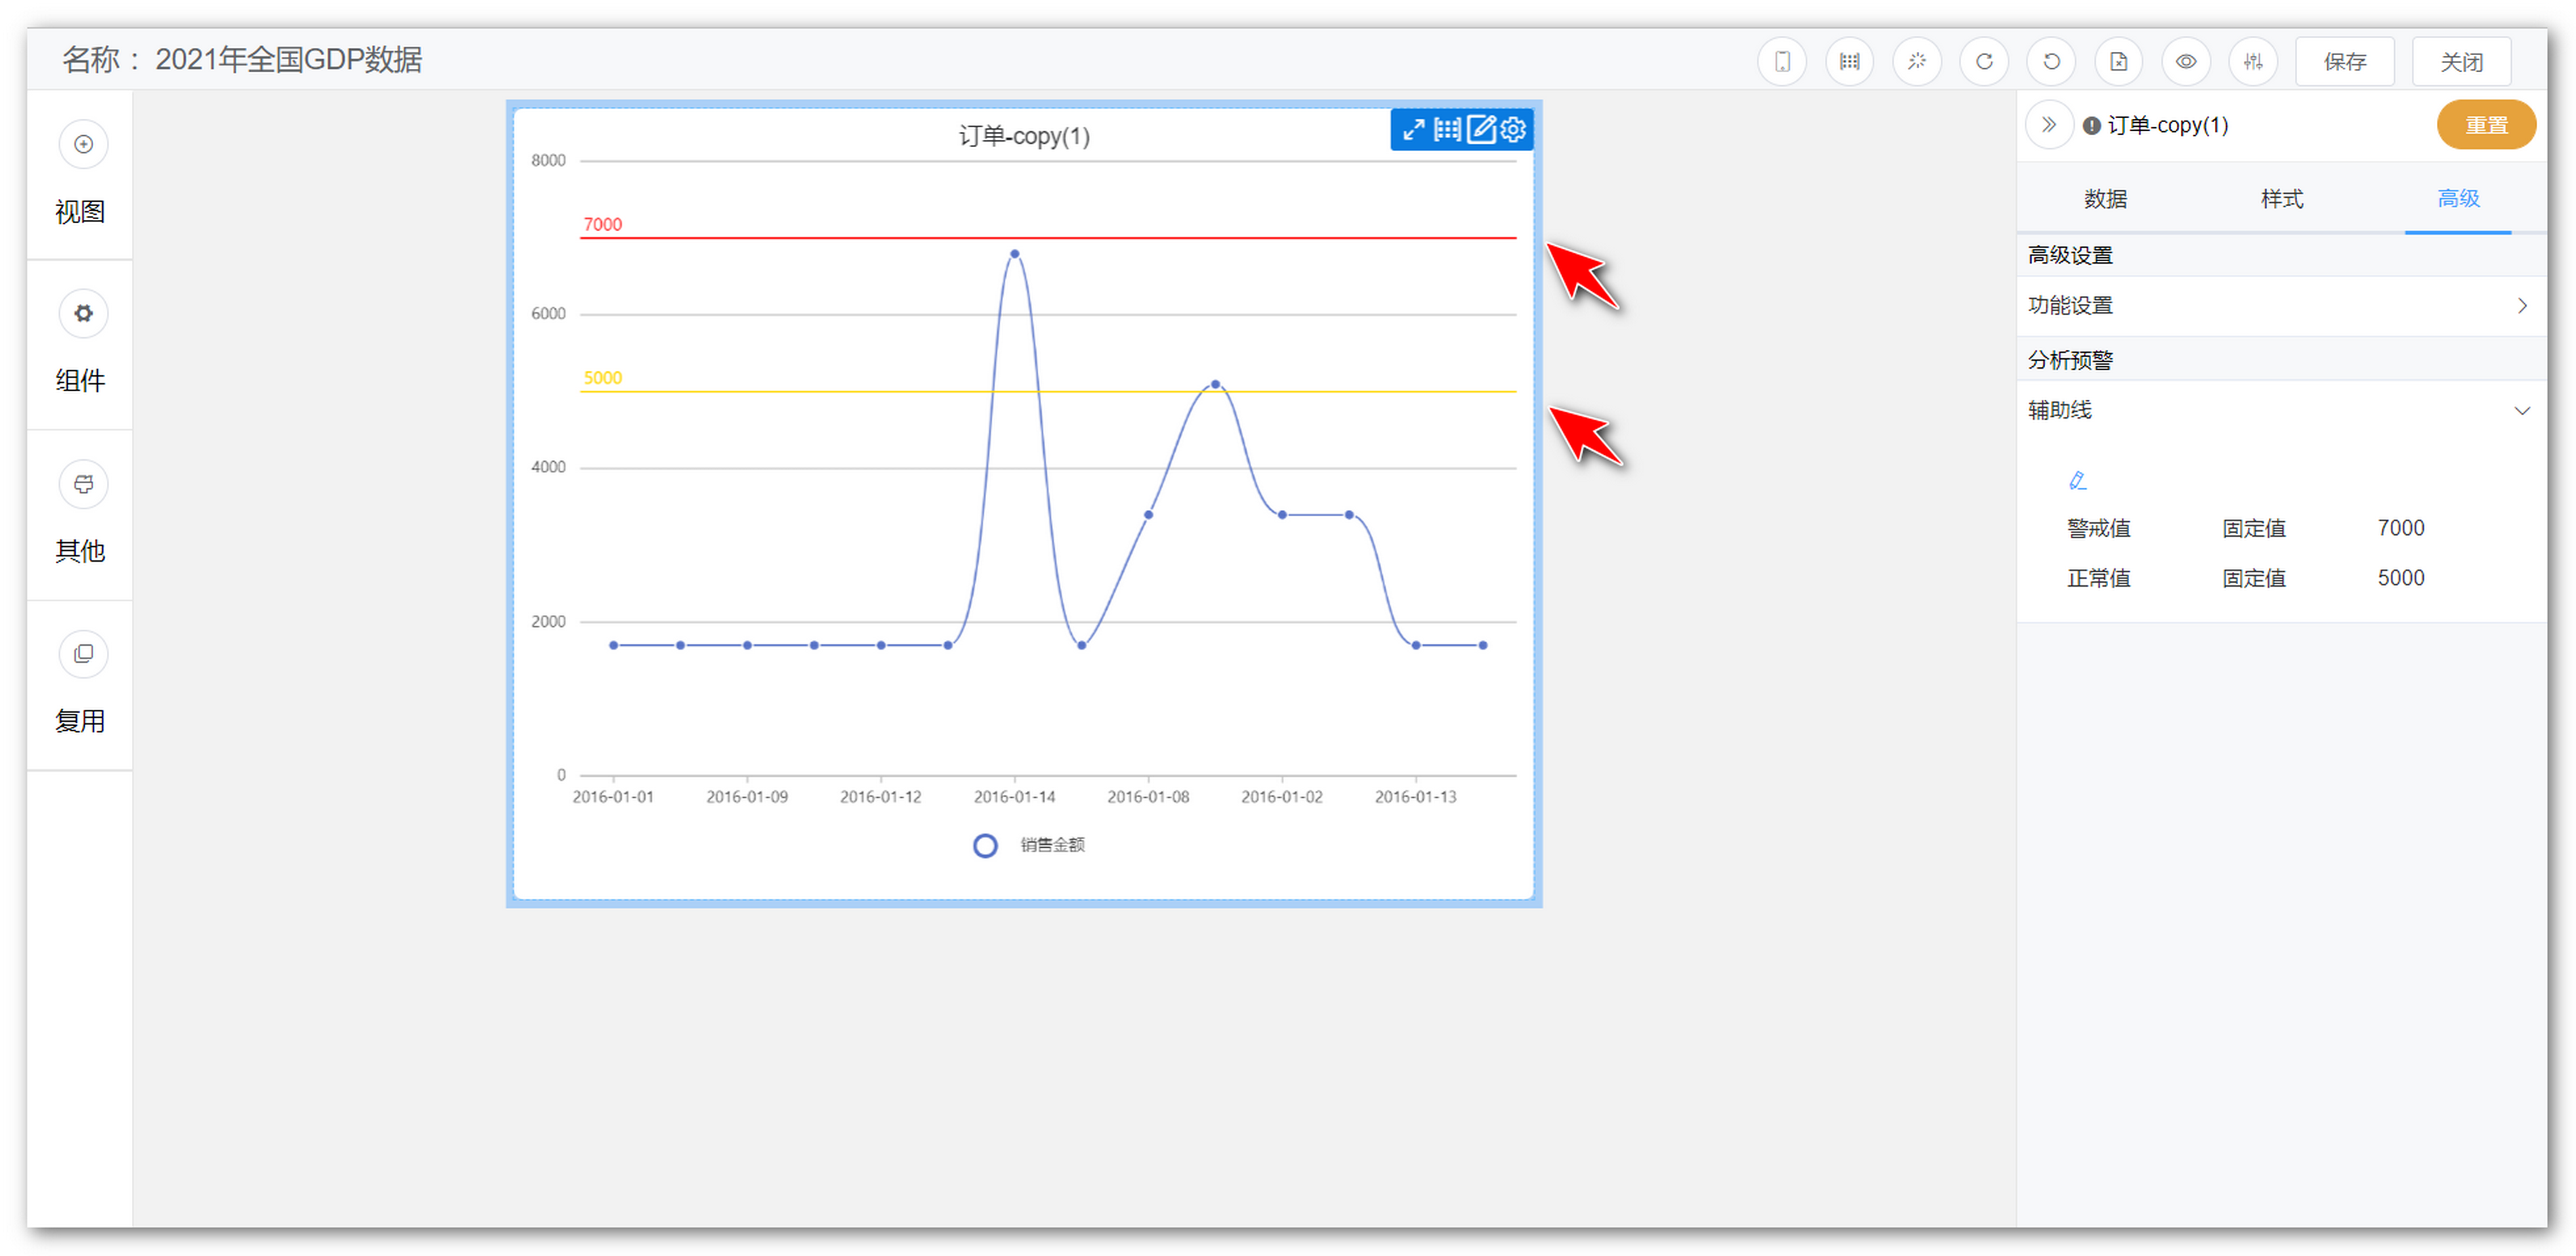 名称： 2021年全国GDP数据
保存
关闭
视图
组件
其他
复用
订单-copy(1)
8000
7000
6000
5000
4000
2000
0
2016-01-01 2016-01-09 2016-01-12 2016-01-14 2016-01-08 2016-01-02 2016-01-13
销售金额
订单-copy(1)
重置
数据 样式 高级
高级设置
功能设置
分析预警
辅助线
警戒值 固定值 7000
正常值 固定值 5000